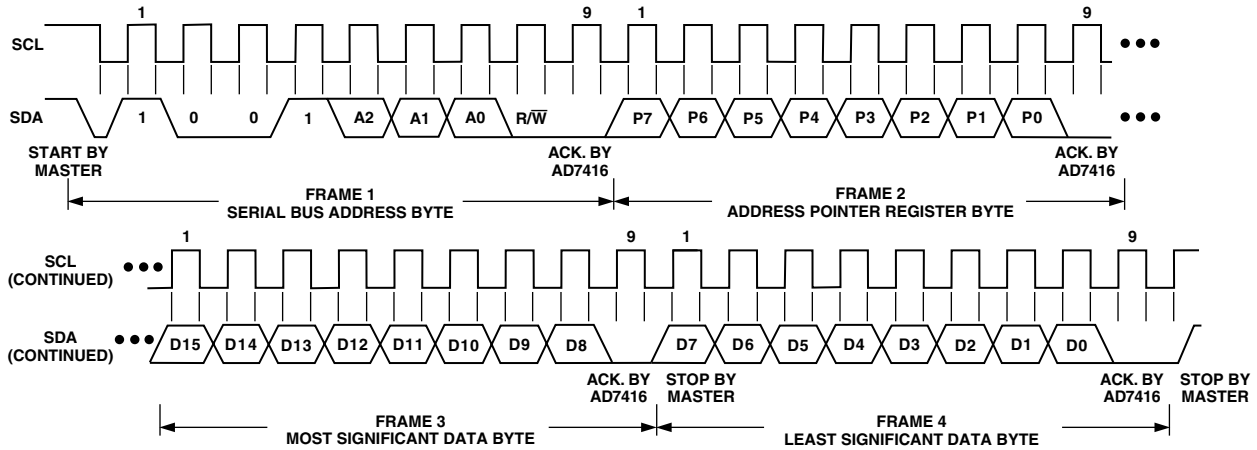 1 9 1 9
SCL
SDA 1 0 0 1 A2 A1 A0 R/W̅ P7 P6 P5 P4 P3 P2 P1 P0
START BY MASTER
ACK. BY AD7416
ACK. BY AD7416
FRAME 1
SERIAL BUS ADDRESS BYTE
FRAME 2
ADDRESS POINTER REGISTER BYTE
1 9 1 9
SCL
(CONTINUED)
SDA
(CONTINUED)
D15 D14 D13 D12 D11 D10 D9 D8 D7 D6 D5 D4 D3 D2 D1 D0
ACK. BY
AD7416
STOP BY
MASTER
ACK. BY
AD7416
STOP BY
MASTER
FRAME 3
MOST SIGNIFICANT DATA BYTE
FRAME 4
LEAST SIGNIFICANT DATA BYTE